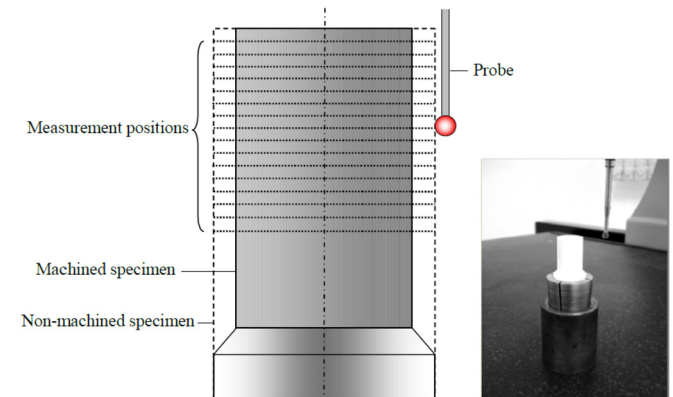 Probe
Measurement positions
Machined specimen
Non-machined specimen